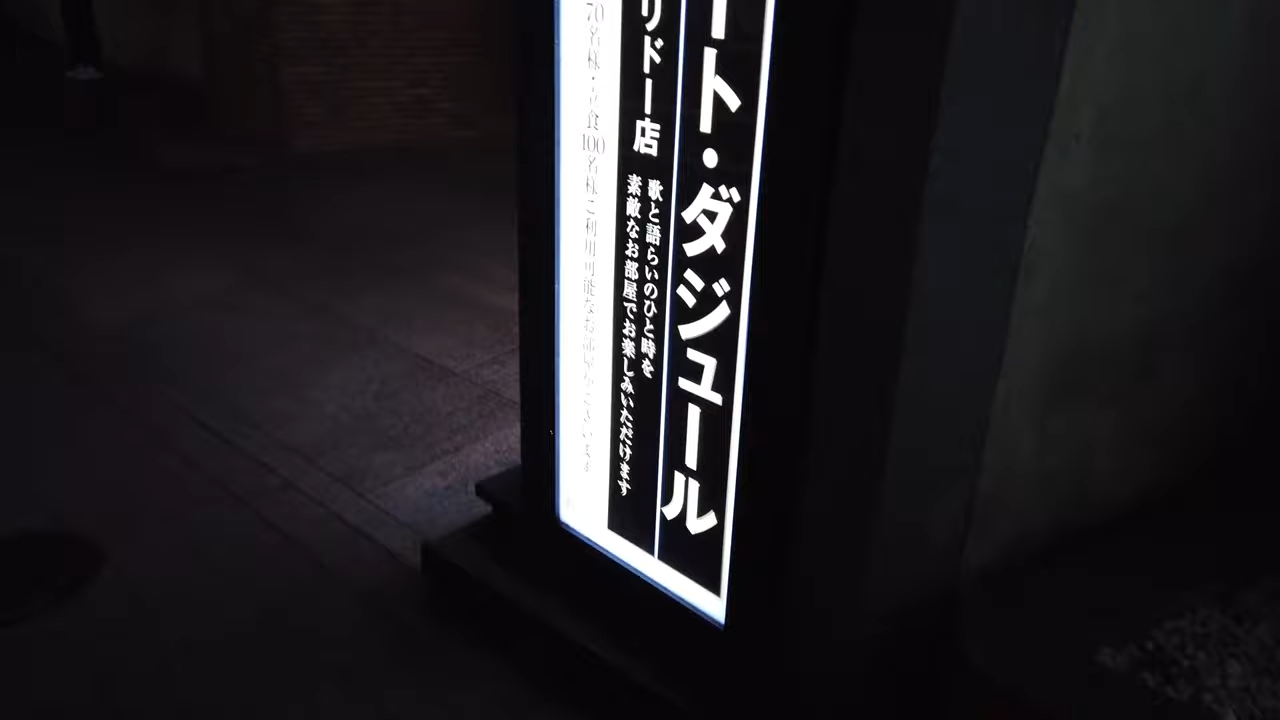 ート・ダジュール
リドー店
歌と語らいのひと時を
素敵なお部屋でお楽しみいただけます
70名様・立食100名様ご利用可能なお部屋がございます